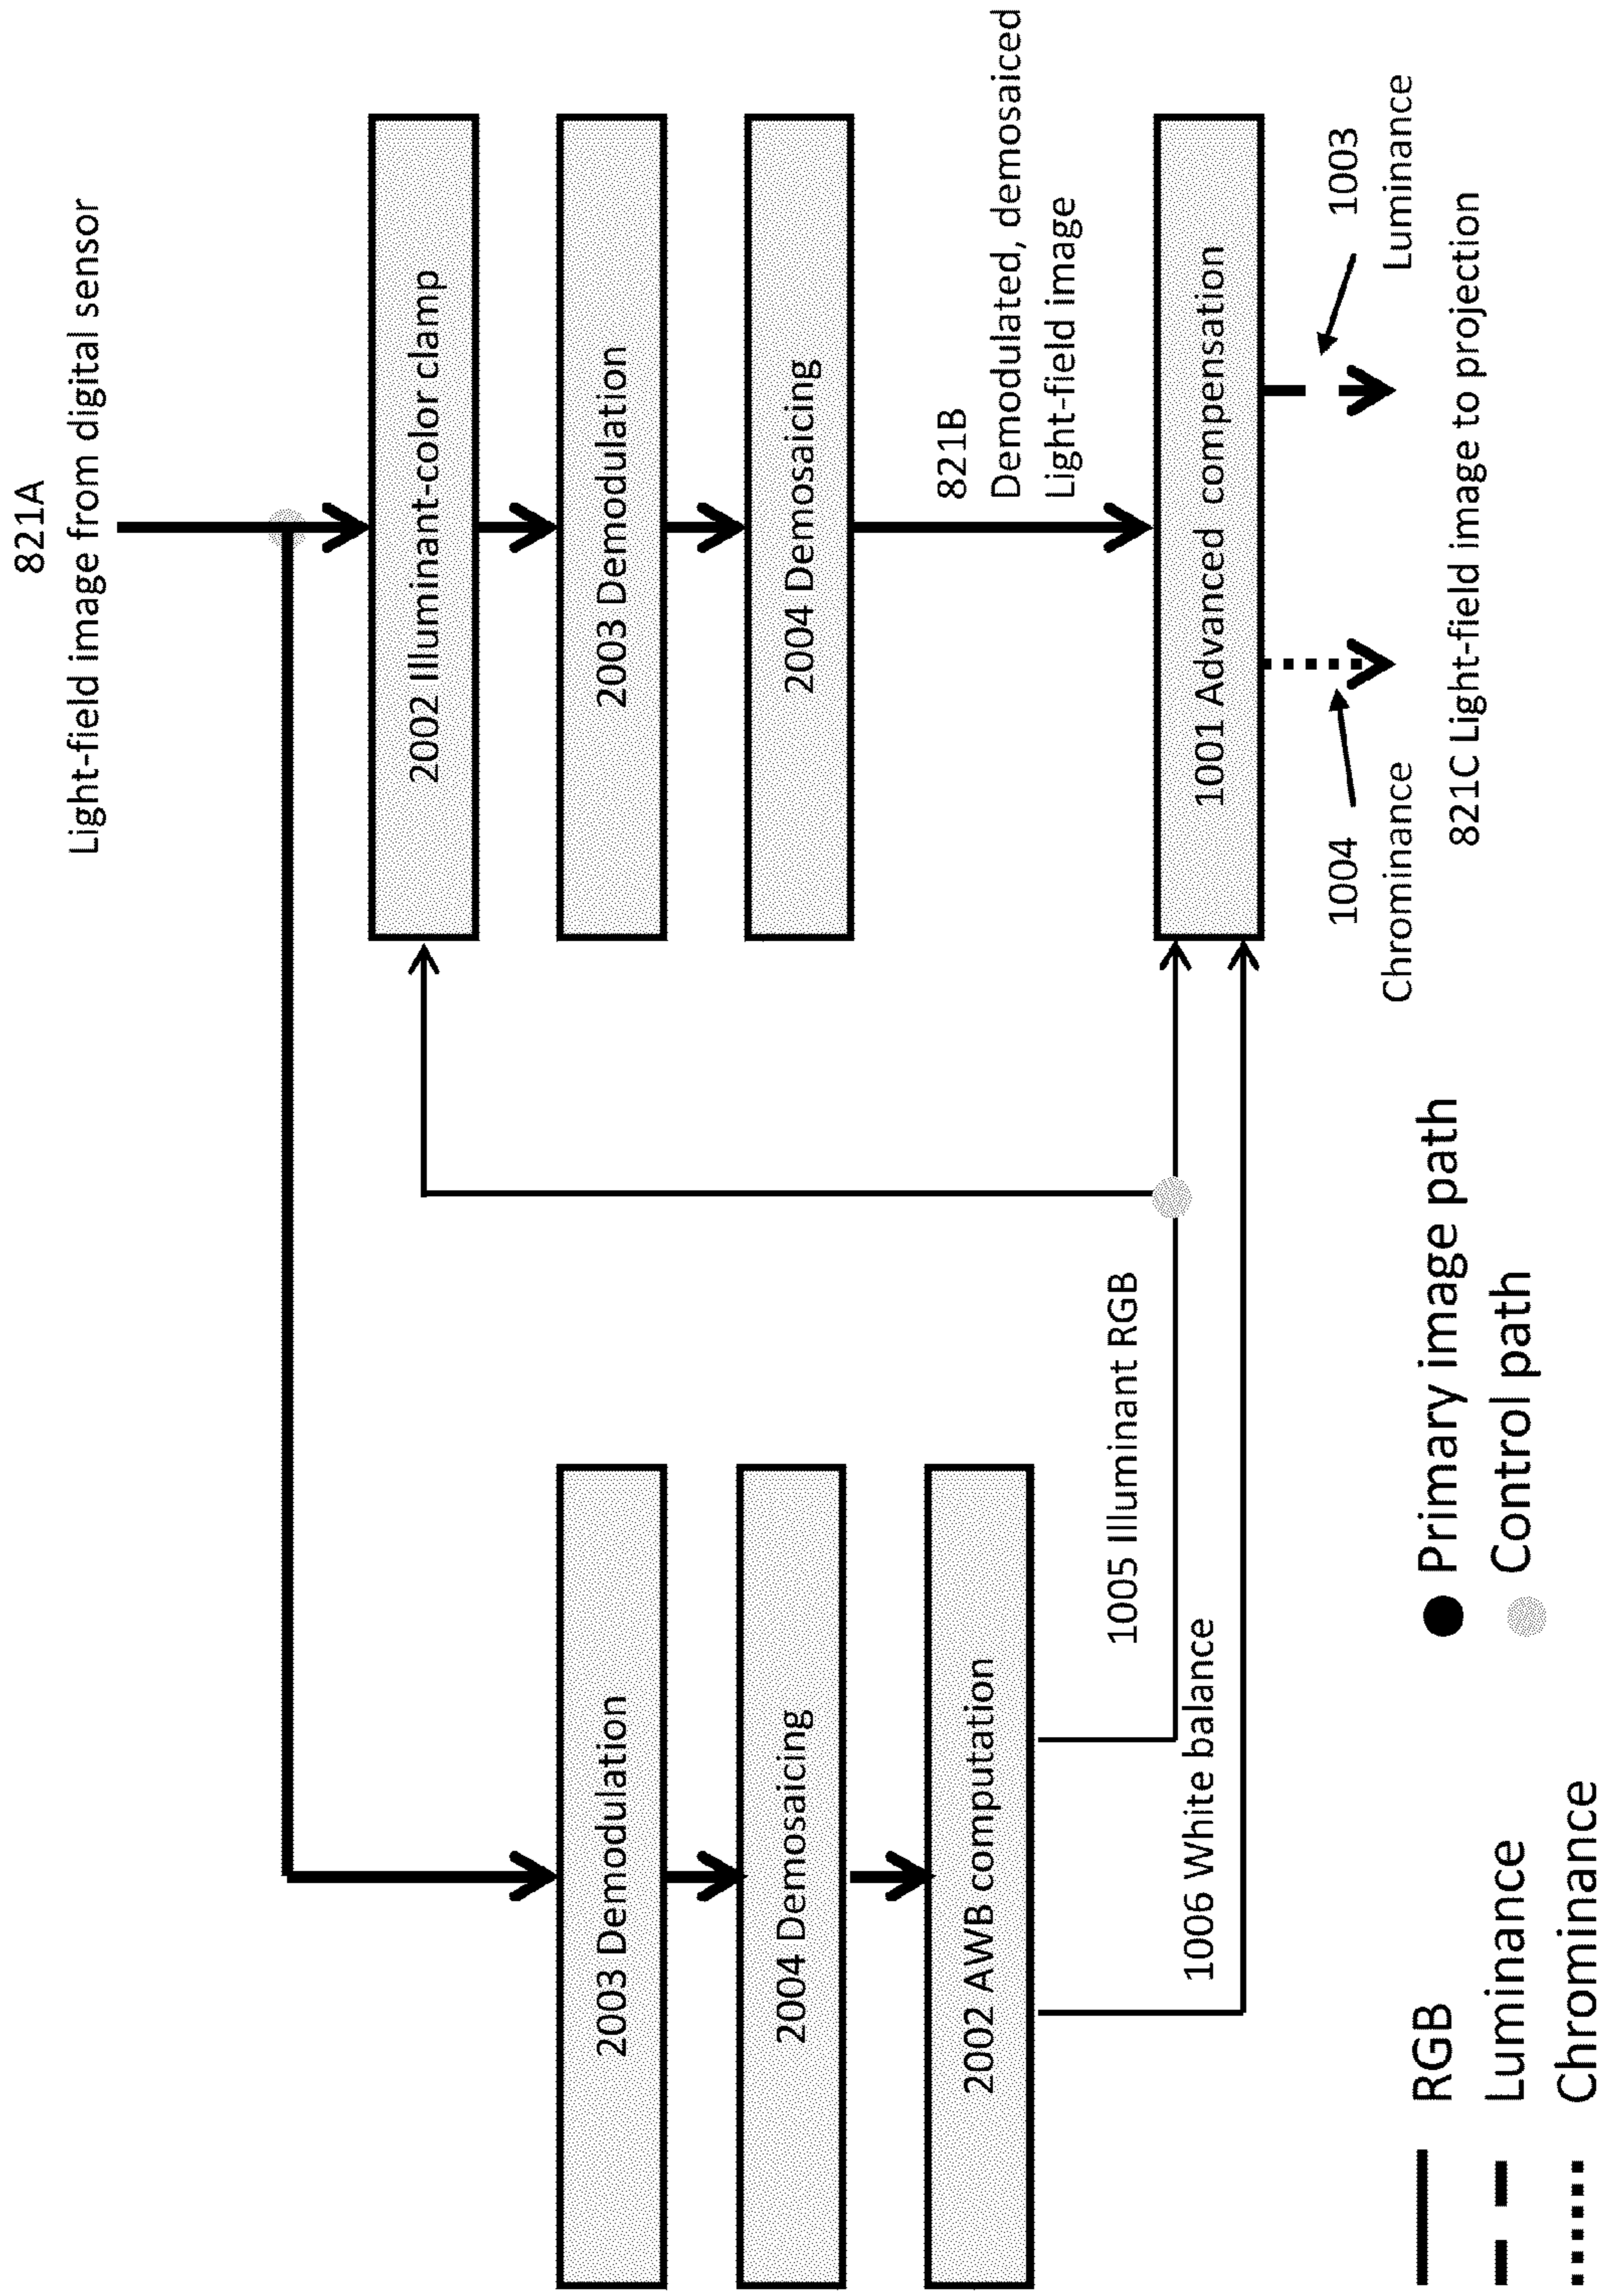 821A
Light-field image from digital sensor
2002 Illuminant-color clamp
2003 Demodulation
2003 Demodulation
2004 Demosaicing
2004 Demosaicing
2002 AWB computation
821B
Demodulated, demosaiced
Light-field image
1005 Illuminant RGB
1006 White balance
1001 Advanced compensation
1004
Chrominance
1003
Luminance
821C Light-field image to projection
RGB
Luminance
Chrominance
Primary image path
Control path